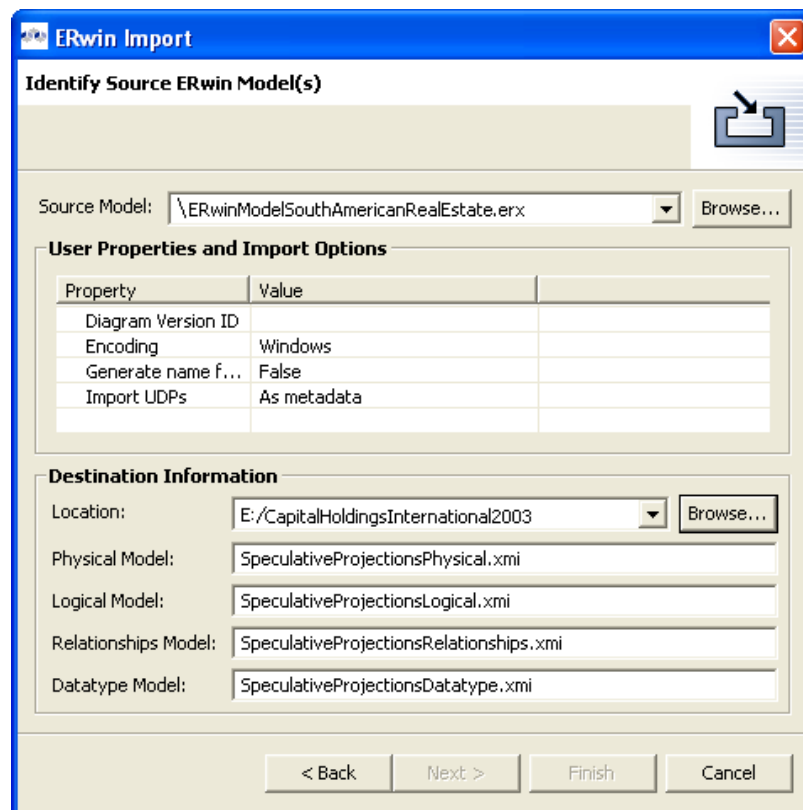 ERwin Import
Identify Source ERwin Model(s)
Source Model: \ERwinModelSouthAmericanRealEstate.erx Browse...
User Properties and Import Options
Property Value
Diagram Version ID
Encoding Windows
Generate name f... False
Import UDPs As metadata
Destination Information
Location: E:/CapitalHoldingsInternational2003 Browse...
Physical Model: SpeculativeProjectionsPhysical.xmi
Logical Model: SpeculativeProjectionsLogical.xmi
Relationships Model: SpeculativeProjectionsRelationships.xmi
Datatype Model: SpeculativeProjectionsDatatype.xmi
< Back Next > Finish Cancel